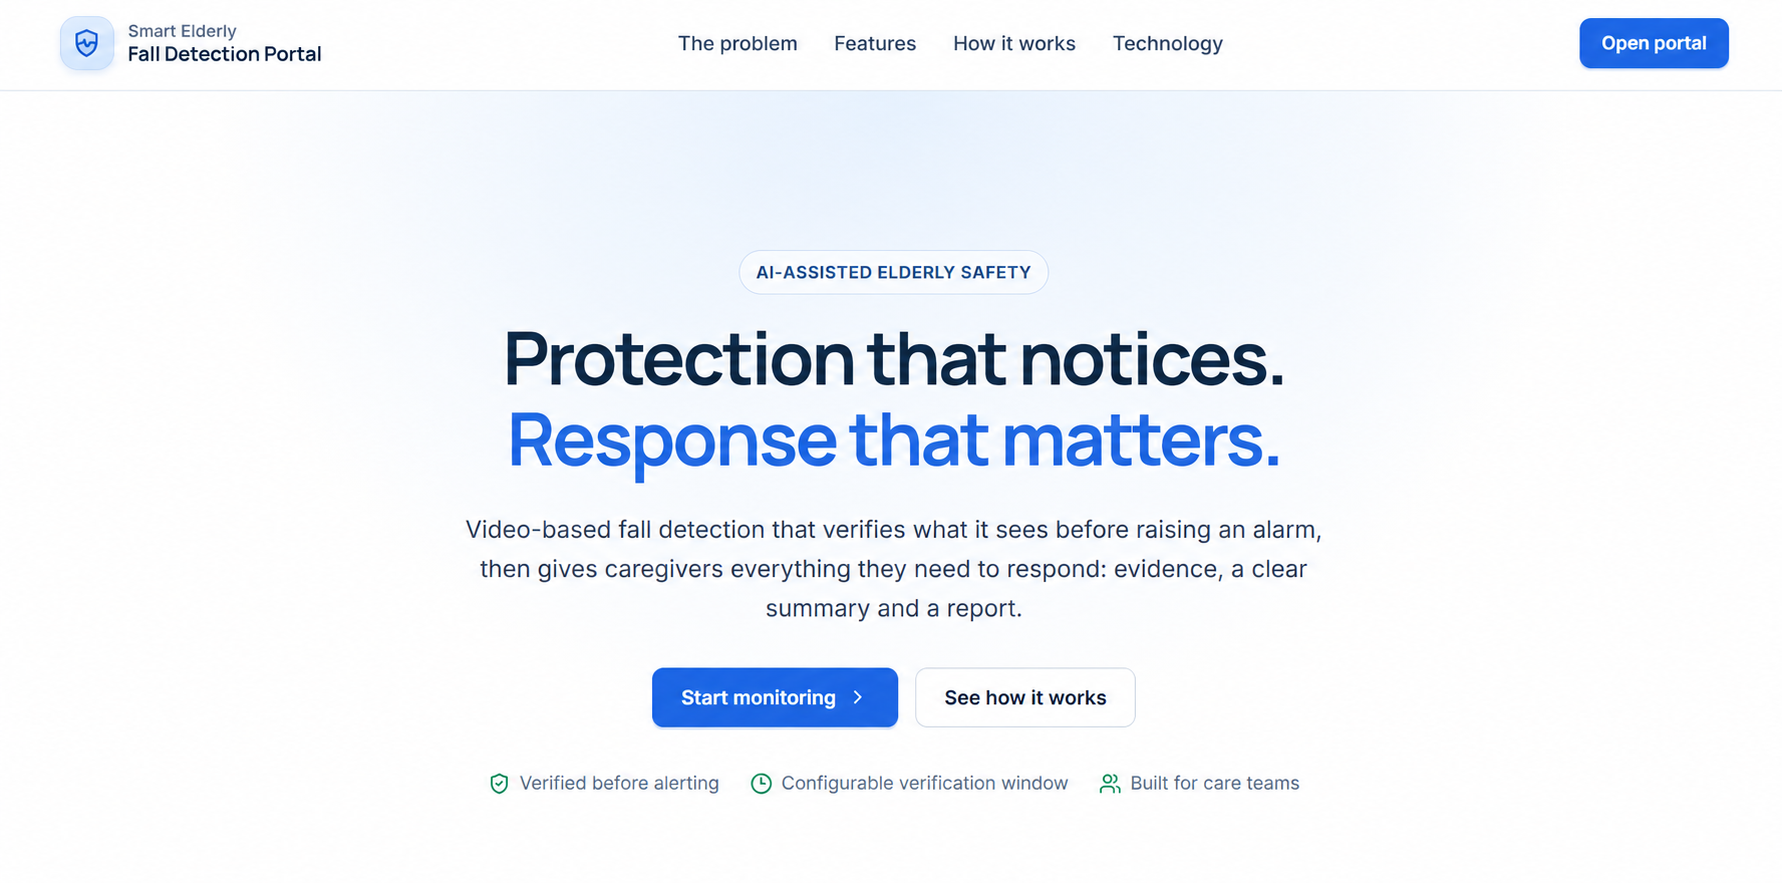 Smart Elderly
Fall Detection Portal
The problem
Features
How it works
Technology
Open portal
AI-ASSISTED ELDERLY SAFETY
Protection that notices.
Response that matters.
Video-based fall detection that verifies what it sees before raising an alarm,
then gives caregivers everything they need to respond: evidence, a clear
summary and a report.
Start monitoring
See how it works
Verified before alerting
Configurable verification window
Built for care teams